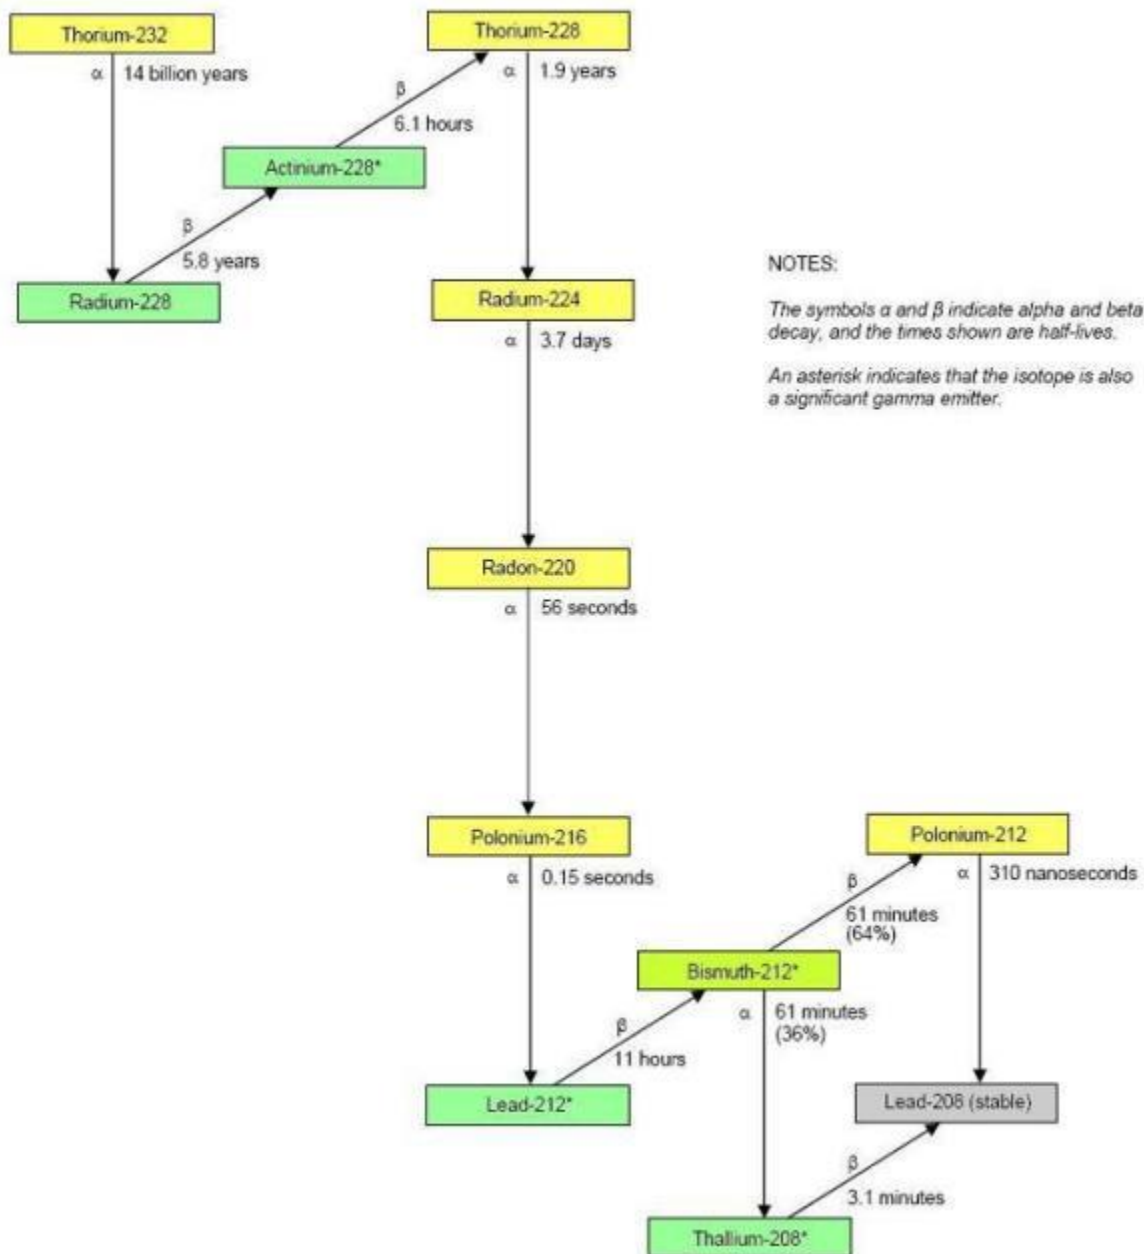 Thorium-232
α 14 billion years
Thorium-228
α 1.9 years
β
6.1 hours
Actinium-228*
β
5.8 years
Radium-228
Radium-224
α 3.7 days
NOTES:
The symbols α and β indicate alpha and beta
decay, and the times shown are half-lives.
An asterisk indicates that the isotope is also
a significant gamma emitter.
Radon-220
α 56 seconds
Polonium-216
α 0.15 seconds
Polonium-212
α 310 nanoseconds
β
61 minutes
(64%)
Bismuth-212*
α 61 minutes
(36%)
β
11 hours
Lead-212*
Lead-208 (stable)
β
3.1 minutes
Thallium-208*